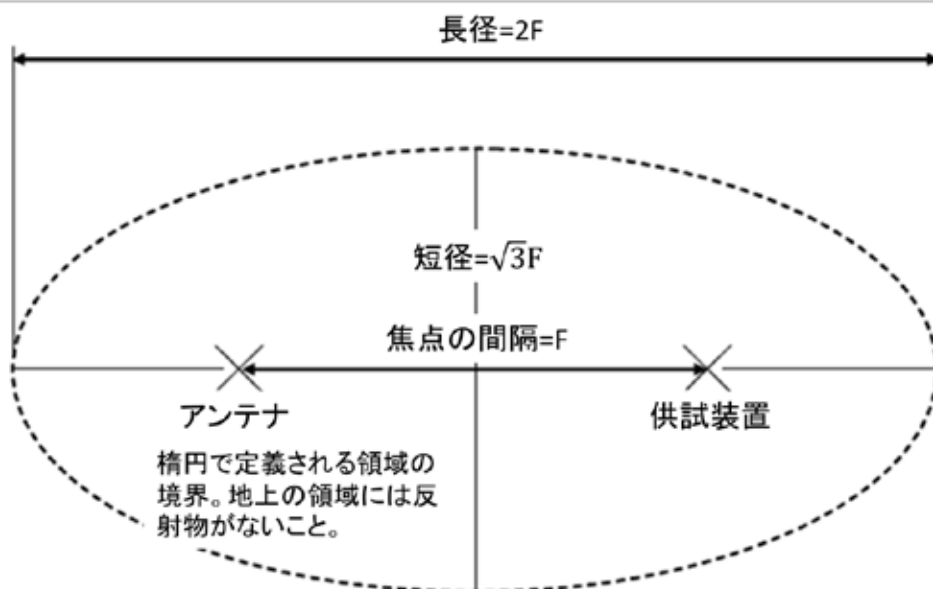 長径=2F
短径=√3F
焦点の間隔=F
アンテナ
供試装置
楕円で定義される領域の
境界。地上の領域には反
射物がないこと。